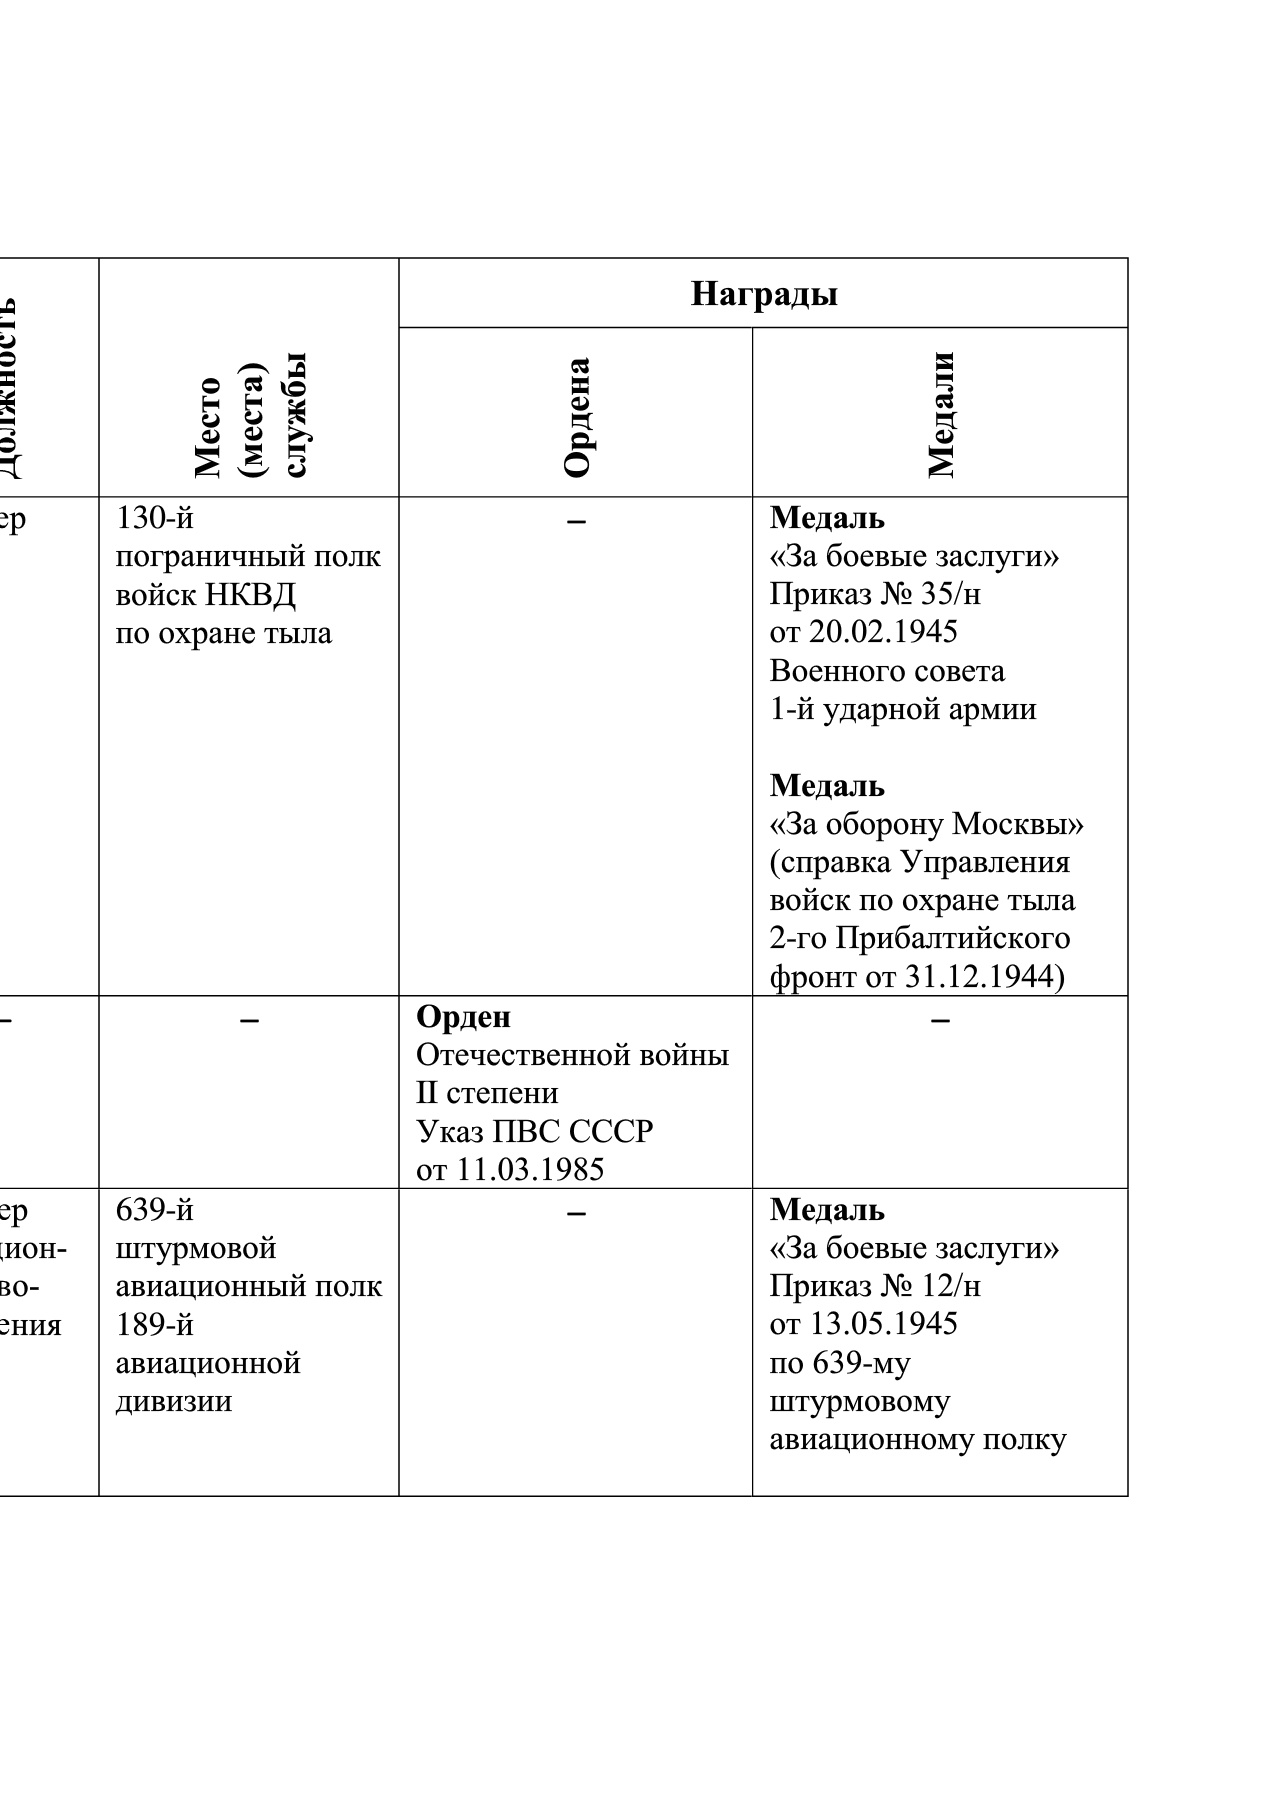 Должность
Место
(места)
службы
Награды
Ордена
Медали
ер
130-й
пограничный полк
войск НКВД
по охране тыла
–
Медаль
«За боевые заслуги»
Приказ № 35/н
от 20.02.1945
Военного совета
1-й ударной армии
Медаль
«За оборону Москвы»
(справка Управления
войск по охране тыла
2-го Прибалтийского
фронт от 31.12.1944)
–
–
Орден
Отечественной войны
II степени
Указ ПВС СССР
от 11.03.1985
–
ер
цион-
во-
ения
639-й
штурмовой
авиационный полк
189-й
авиационной
дивизии
–
Медаль
«За боевые заслуги»
Приказ № 12/н
от 13.05.1945
по 639-му
штурмовому
авиационному полку